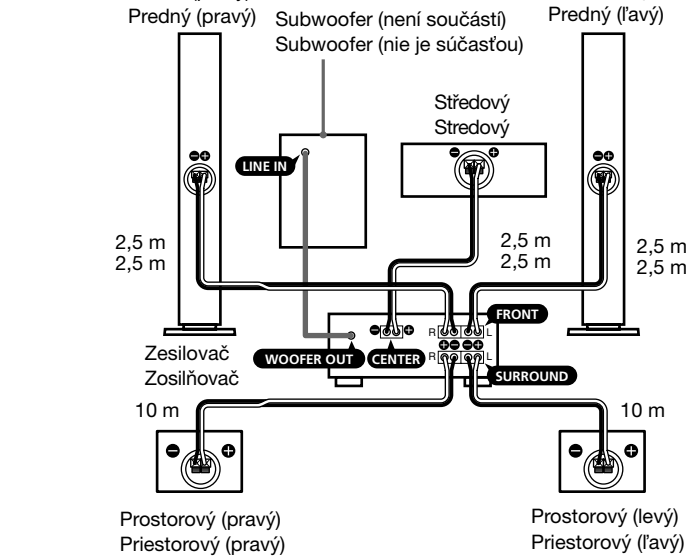 Predný (pravý)
Subwoofer (není součástí)
Subwoofer (nie je súčasťou)
Predný (ľavý)
Středový
Stredový
LINE IN
2,5 m
2,5 m
2,5 m
2,5 m
2,5 m
2,5 m
FRONT
R
L
Zesilovač
Zosilňovač
WOOFER OUT
CENTER
R
L
SURROUND
10 m
10 m
Prostorový (pravý)
Priestorový (pravý)
Prostorový (levý)
Priestorový (ľavý)